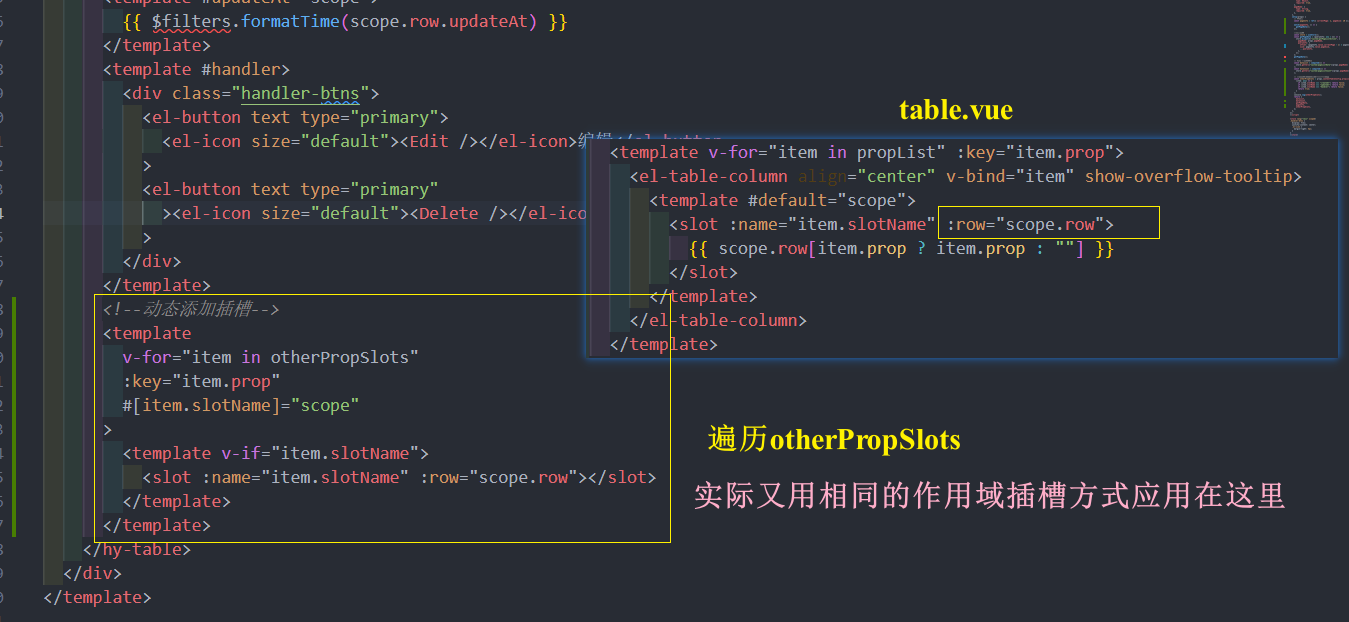 <template #updateAt="scope">
{{ $filters.formatTime(scope.row.updateAt) }}
</template>
<template #handler>
<div class="handler-btns">
<el-button text type="primary">
<el-icon size="default"><Edit /></el-icon>编辑</el-button
>
<el-button text type="primary"
><el-icon size="default"><Delete /></el-ico
>
</div>
</template>
<!--动态添加插槽-->
<template
v-for="item in otherPropSlots"
:key="item.prop"
#[item.slotName]="scope"
>
<template v-if="item.slotName">
<slot :name="item.slotName" :row="scope.row"></slot>
</template>
</template>
</hy-table>
</div>
</template>
table.vue
<template v-for="item in propList" :key="item.prop">
<el-table-column align="center" v-bind="item" show-overflow-tooltip>
<template #default="scope">
<slot :name="item.slotName" :row="scope.row">
{{ scope.row[item.prop ? item.prop : ""] }}
</slot>
</template>
</el-table-column>
</template>
遍历otherPropSlots
实际又用相同的作用域插槽方式应用在这里